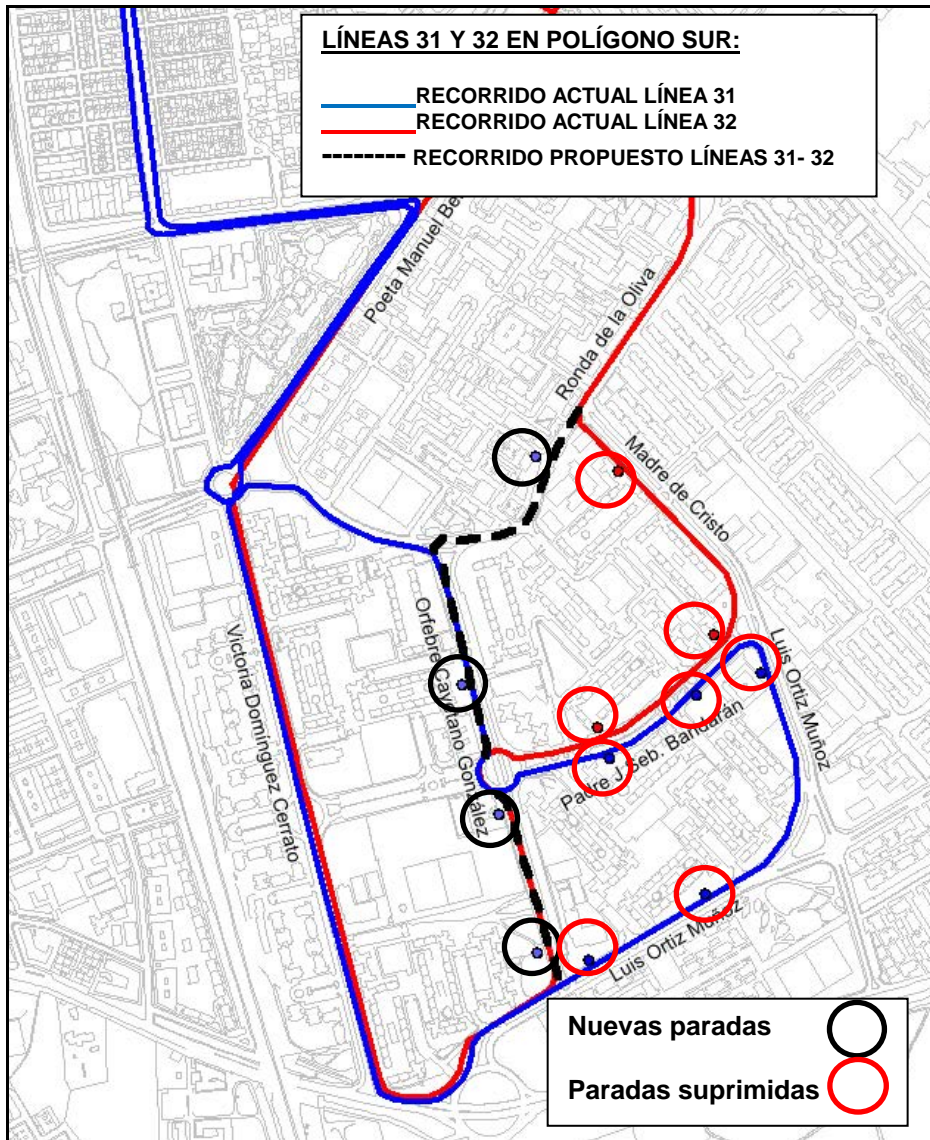 LÍNEAS 31 Y 32 EN POLÍGONO SUR:
RECORRIDO ACTUAL LÍNEA 31
RECORRIDO ACTUAL LÍNEA 32
RECORRIDO PROPUESTO LÍNEAS 31- 32
Poeta Manuel Be
Ronda de la Oliva
Madre de Cristo
Orfebre Cayetano González
Victoria Domínguez Cerrato
Luis Ortiz Muñoz
Padre J Seb. Bandarán
Luis Ortiz Muñoz
Nuevas paradas
Paradas suprimidas